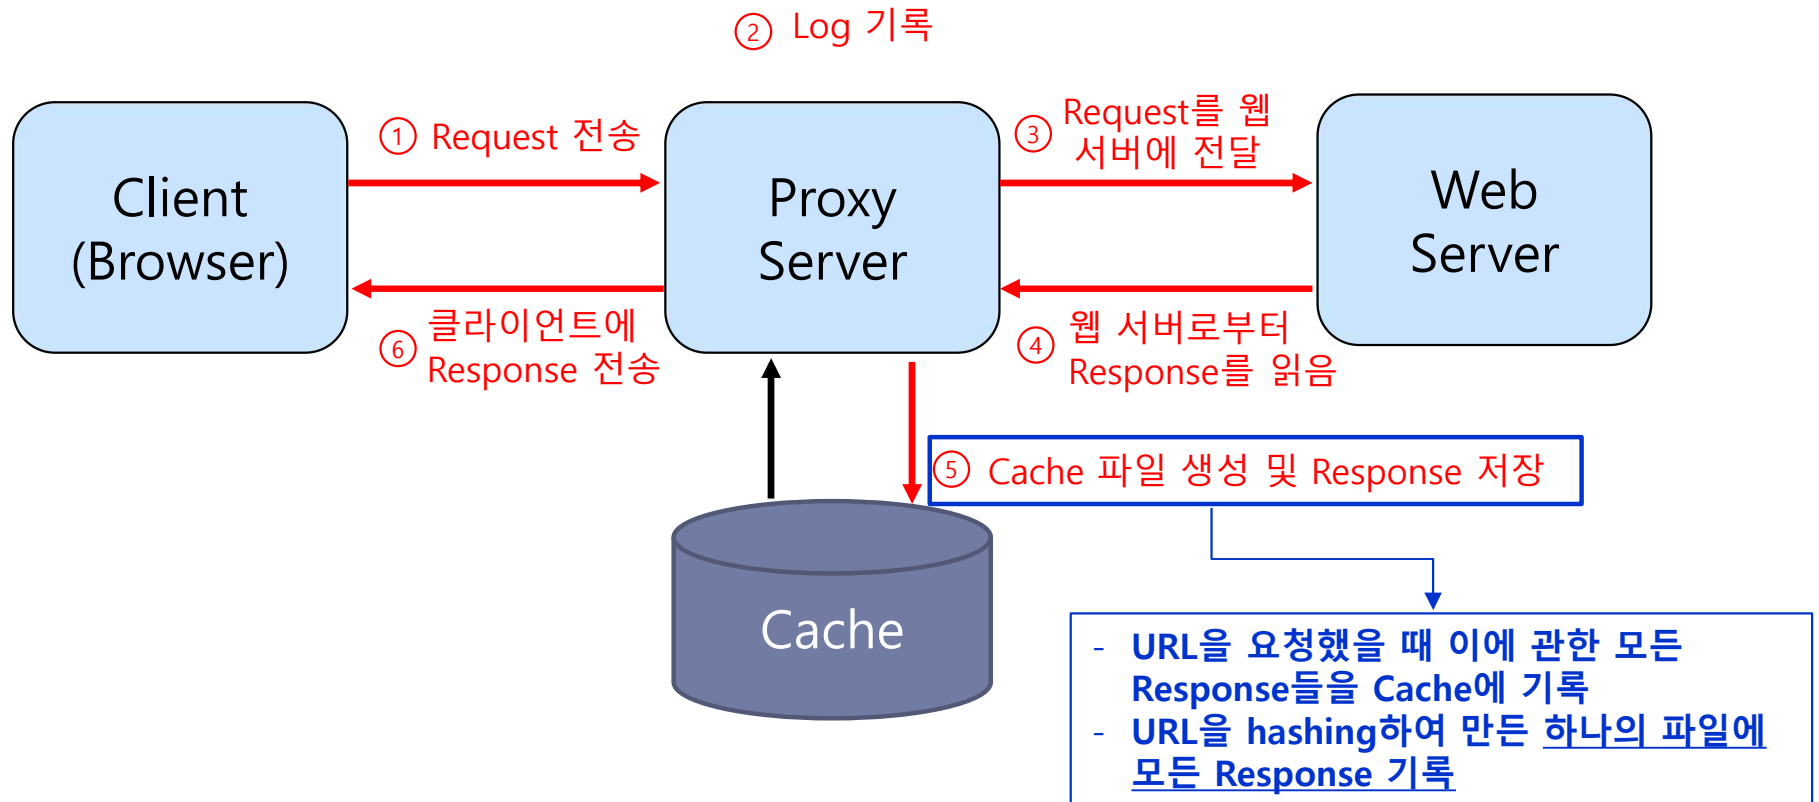 ② Log 기록
① Request 전송
③ Request를 웹
서버에 전달
Client
(Browser)
Proxy
Server
Web
Server
⑥ 클라이언트에
Response 전송
④ 웹 서버로부터
Response를 읽음
⑤ Cache 파일 생성 및 Response 저장
Cache
- URL을 요청했을 때 이에 관한 모든
Response들을 Cache에 기록
- URL을 hashing하여 만든 하나의 파일에
모든 Response 기록